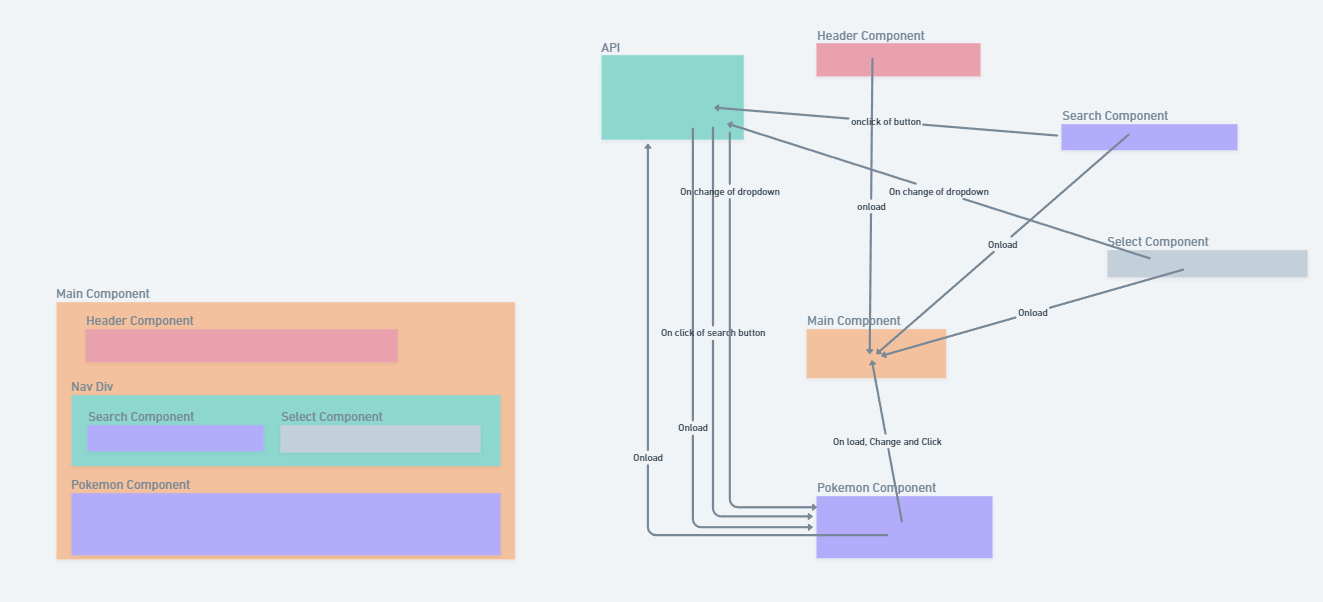 Header Component
API
Search Component
onclick of button
On change of dropdown
On change of dropdown
onload
Onload
Select Component
Main Component
Header Component
Nav Div
Search Component
Select Component
Pokemon Component
Onload
Main Component
On click of search button
Onload
On load, Change and Click
Onload
Pokemon Component